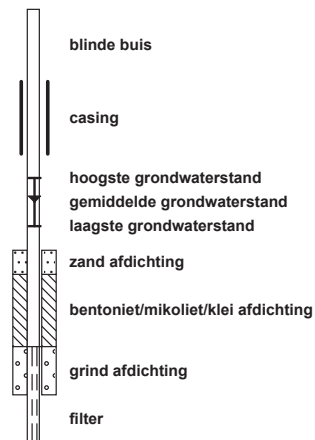 blinde buis
casing
hoogste grondwaterstand
gemiddelde grondwaterstand
laagste grondwaterstand
zand afdichting
bentoniet/mikoliet/klei afdichting
grind afdichting
filter